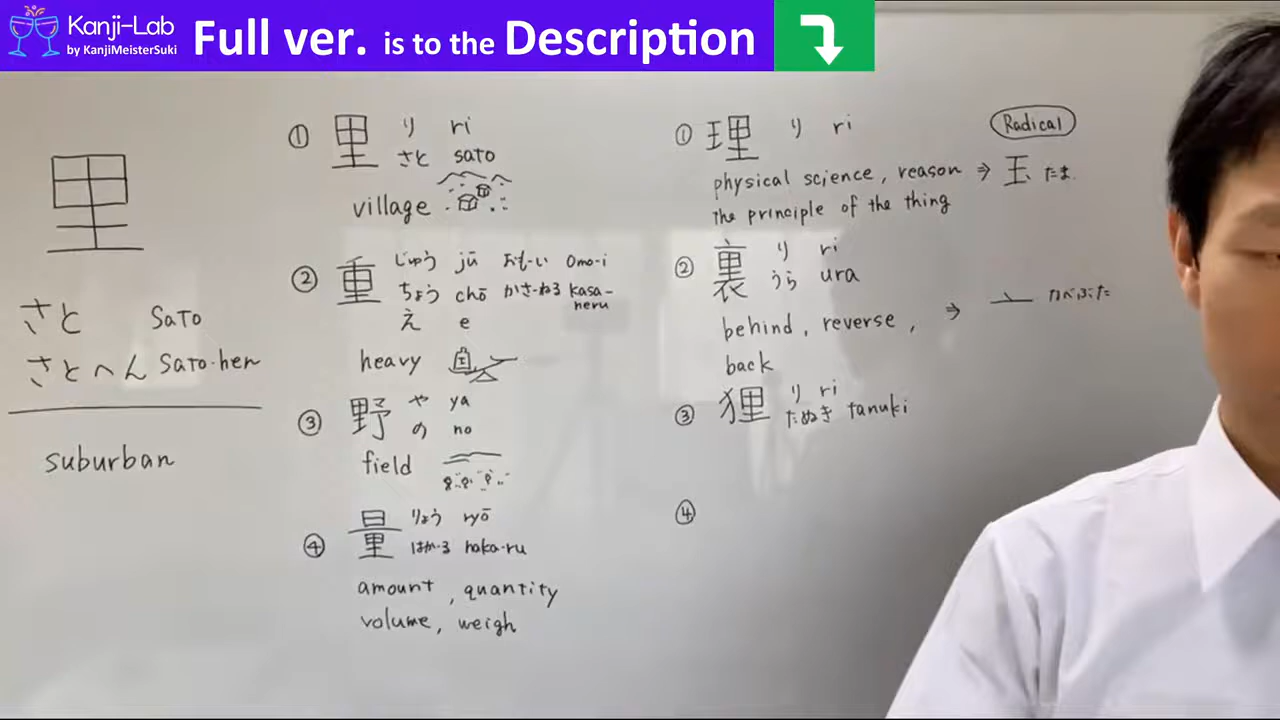 Kanji-Lab
by KanjiMeisterSuki
Full ver. is to the Description
里
さと Sato
さとへん Sato-hen
suburban
① 里 り ri
さと sato
village
② 重 じゅう jū おも-い Omo-i
ちょう chō かさ-ねる kasa-
neru
え e
heavy
③ 野 や ya
の no
field
④ 量 りょう ryō
はか-る haka-ru
amount, quantity
volume, weigh
Radical
① 理 り ri
physical science, reason ⇒ 玉 たま
the principle of the thing
② 裏 り ri
うら ura
behind, reverse, ⇒ 亠
back
③ 狸 り ri
たぬき tanuki
④